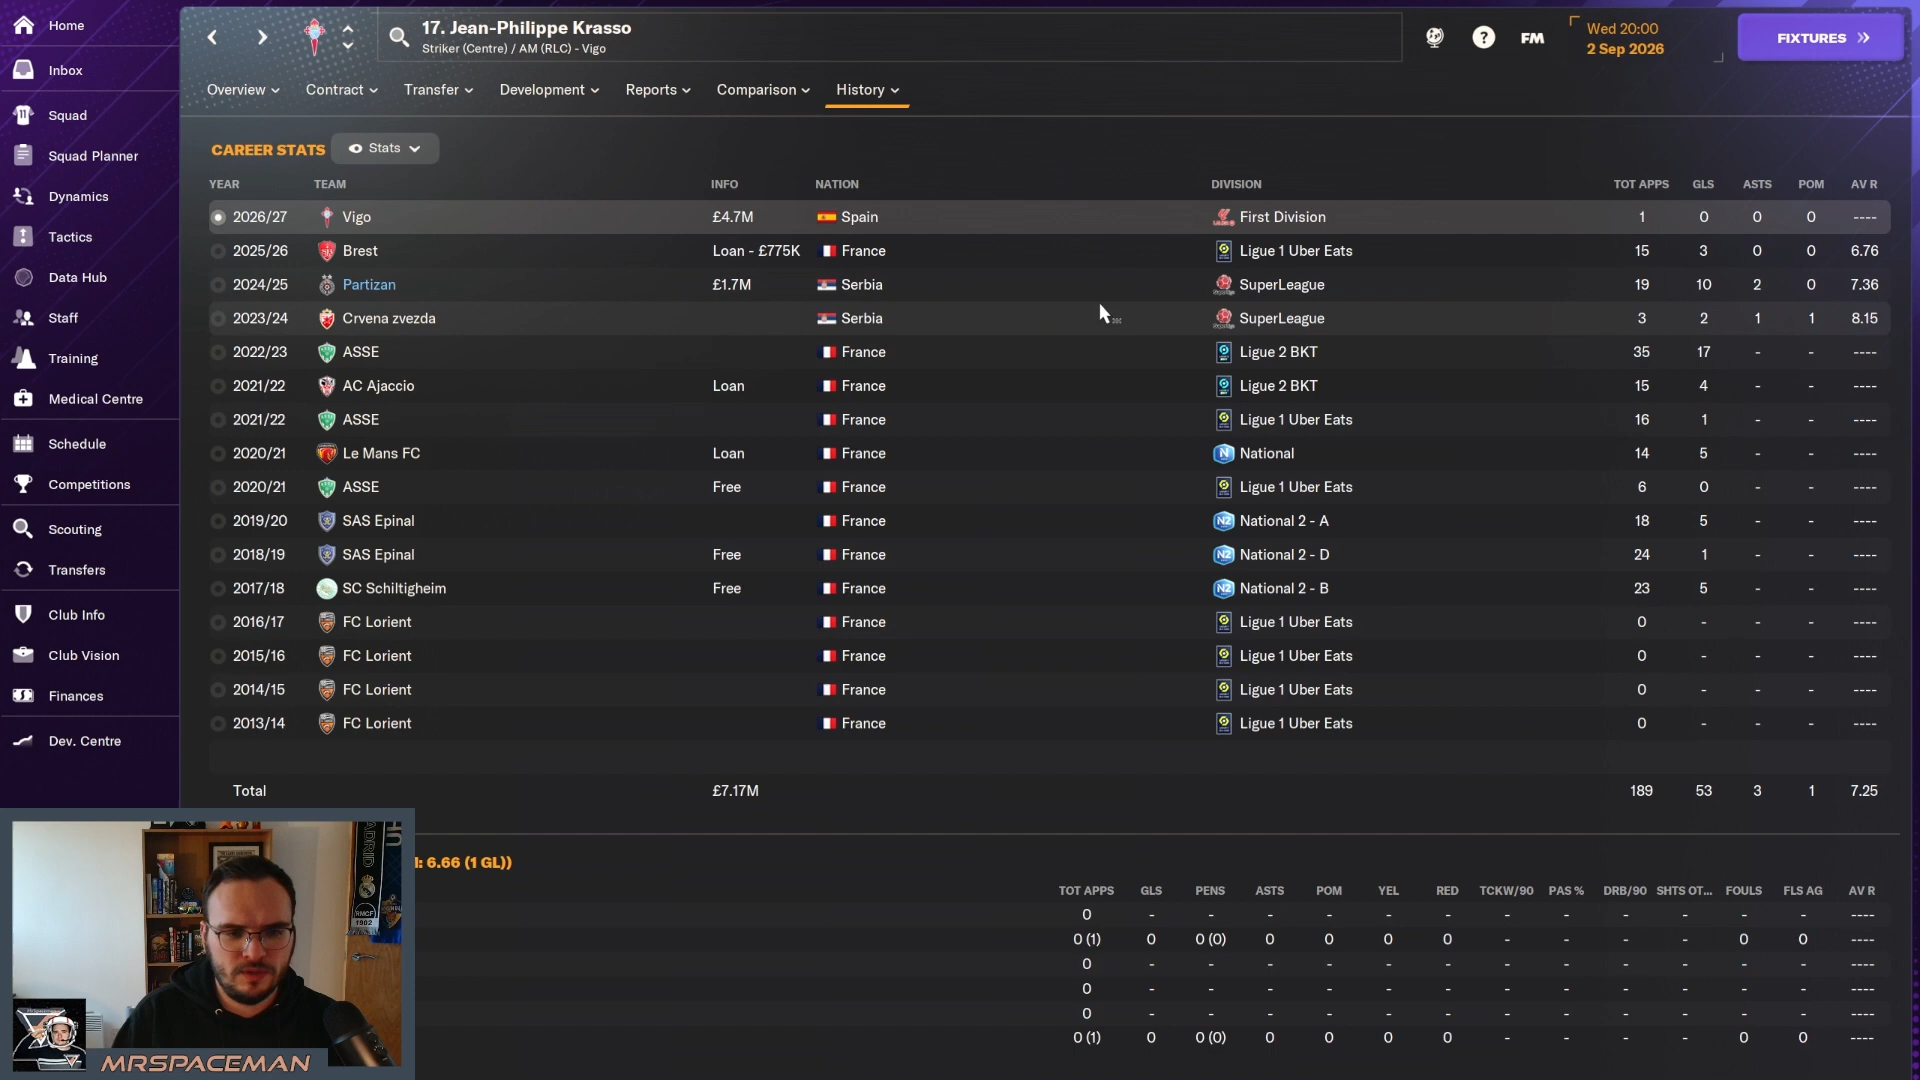 Home
Inbox
Squad
Squad Planner
Dynamics
Tactics
Data Hub
Staff
Training
Medical Centre
Schedule
Competitions
Scouting
Transfers
Club Info
Club Vision
Finances
Dev. Centre
17. Jean-Philippe Krasso
Striker (Centre) / AM (RLC) - Vigo
FM
Wed 20:00
2 Sep 2026
FIXTURES
Overview Contract Transfer Development Reports Comparison History
CAREER STATS Stats
YEAR TEAM INFO NATION DIVISION TOT APPS GLS ASTS POM AV R
2026/27 Vigo £4.7M Spain First Division 1 0 0 0 ----
2025/26 Brest Loan - £775K France Ligue 1 Uber Eats 15 3 0 0 6.76
2024/25 Partizan £1.7M Serbia SuperLeague 19 10 2 0 7.36
2023/24 Crvena zvezda Serbia SuperLeague 3 2 1 1 8.15
2022/23 ASSE France Ligue 2 BKT 35 17 - - ----
2021/22 AC Ajaccio Loan France Ligue 2 BKT 15 4 - - ----
2021/22 ASSE France Ligue 1 Uber Eats 16 1 - - ----
2020/21 Le Mans FC Loan France National 14 5 - - ----
2020/21 ASSE Free France Ligue 1 Uber Eats 6 0 - - ----
2019/20 SAS Epinal France National 2 - A 18 5 - - ----
2018/19 SAS Epinal Free France National 2 - D 24 1 - - ----
2017/18 SC Schiltigheim Free France National 2 - B 23 5 - - ----
2016/17 FC Lorient France Ligue 1 Uber Eats 0 - - - ----
2015/16 FC Lorient France Ligue 1 Uber Eats 0 - - - ----
2014/15 FC Lorient France Ligue 1 Uber Eats 0 - - - ----
2013/14 FC Lorient France Ligue 1 Uber Eats 0 - - - ----
Total £7.17M 189 53 3 1 7.25
: 6.66 (1 GL))
TOT APPS GLS PENS ASTS POM YEL RED TCKW/90 PAS % DRB/90 SHTS OT... FOULS FLS AG AV R
0 - - - - - - - - - - - - ----
0 (1) 0 0 (0) 0 0 0 0 - - - - 0 0 ----
0 - - - - - - - - - - - - ----
0 - - - - - - - - - - - - ----
0 - - - - - - - - - - - - ----
0 (1) 0 0 (0) 0 0 0 0 - - - - 0 0 ----
MADRID
RMCF
1902
MRSPACEMAN